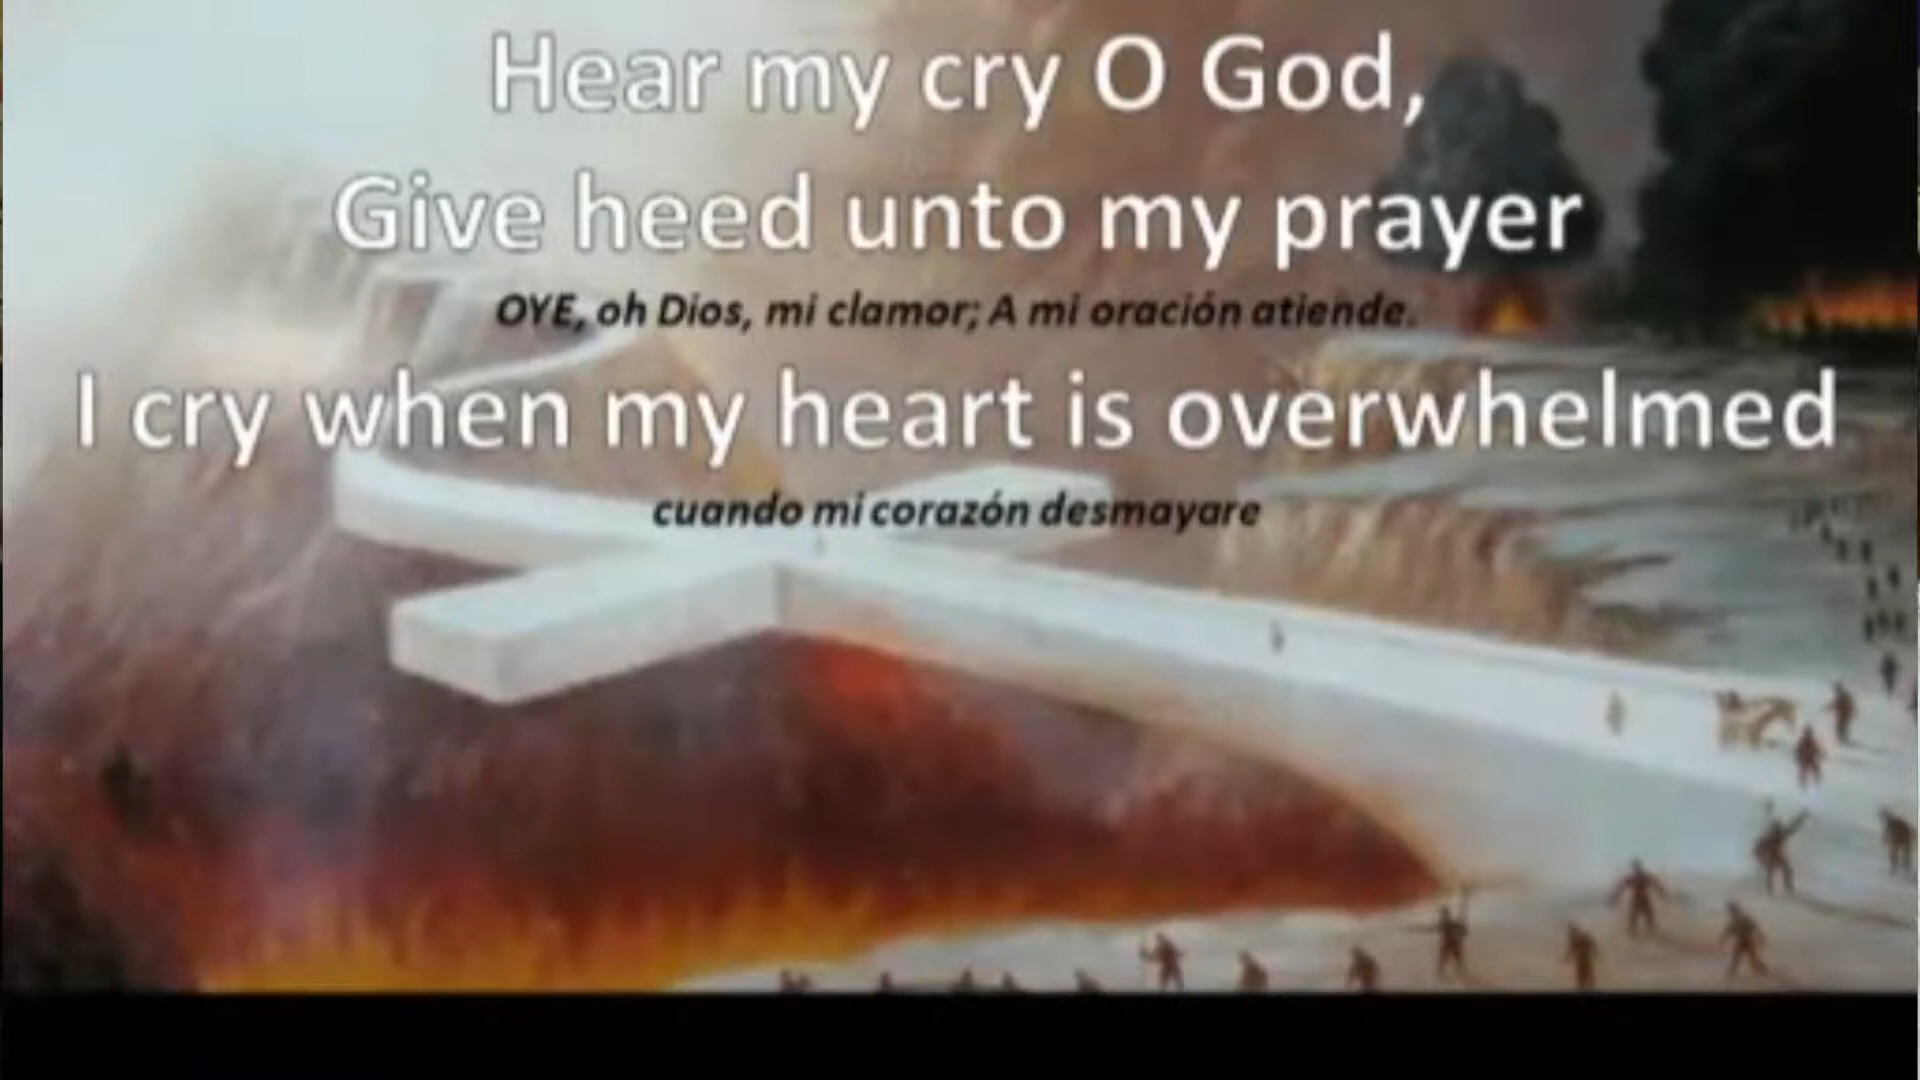 Hear my cry O God,
Give heed unto my prayer
OYE, oh Dios, mi clamor; A mi oración atiende.
I cry when my heart is overwhelmed
cuando mi corazón desmayare